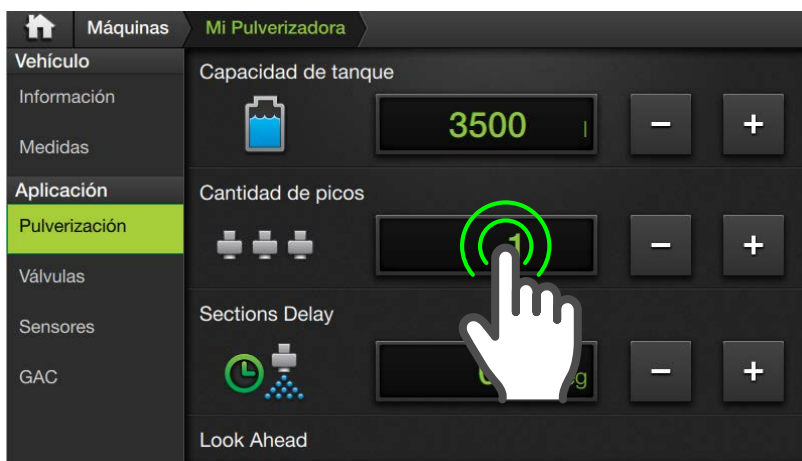 Máquinas
Mi Pulverizadora
Vehículo
Información
Medidas
Aplicación
Pulverización
Válvulas
Sensores
GAC
Capacidad de tanque
3500 l
− +
Cantidad de picos
1
− +
Sections Delay
− +
Look Ahead